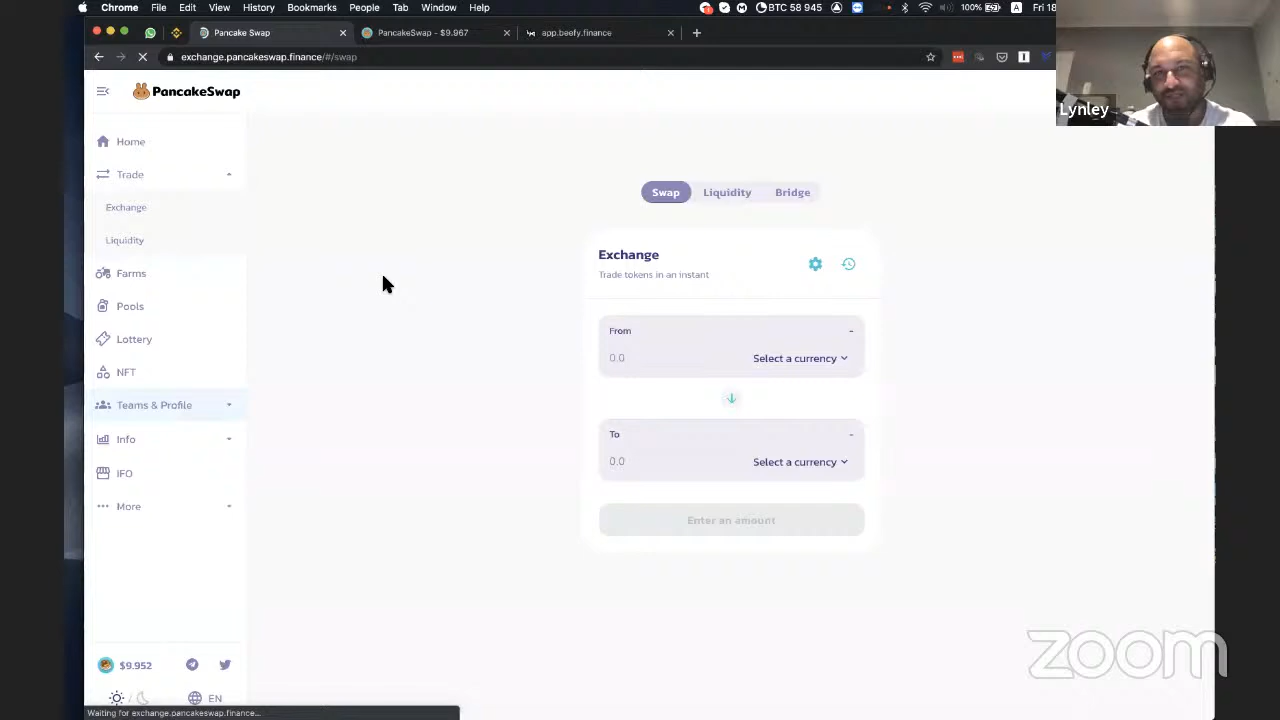 Chrome File Edit View History Bookmarks People Tab Window Help
BTC 58 945 100% A Fri 18
Pancake Swap
PancakeSwap - $9.967
app.beefy.finance
exchange.pancakeswap.finance/#/swap
PancakeSwap
Lynley
Home
Trade
Exchange
Liquidity
Farms
Pools
Lottery
NFT
Teams & Profile
Info
IFO
More
$9.952
EN
Swap Liquidity Bridge
Exchange
Trade tokens in an instant
From -
0.0 Select a currency
To -
0.0 Select a currency
Enter an amount
zoom
Waiting for exchange.pancakeswap.finance...